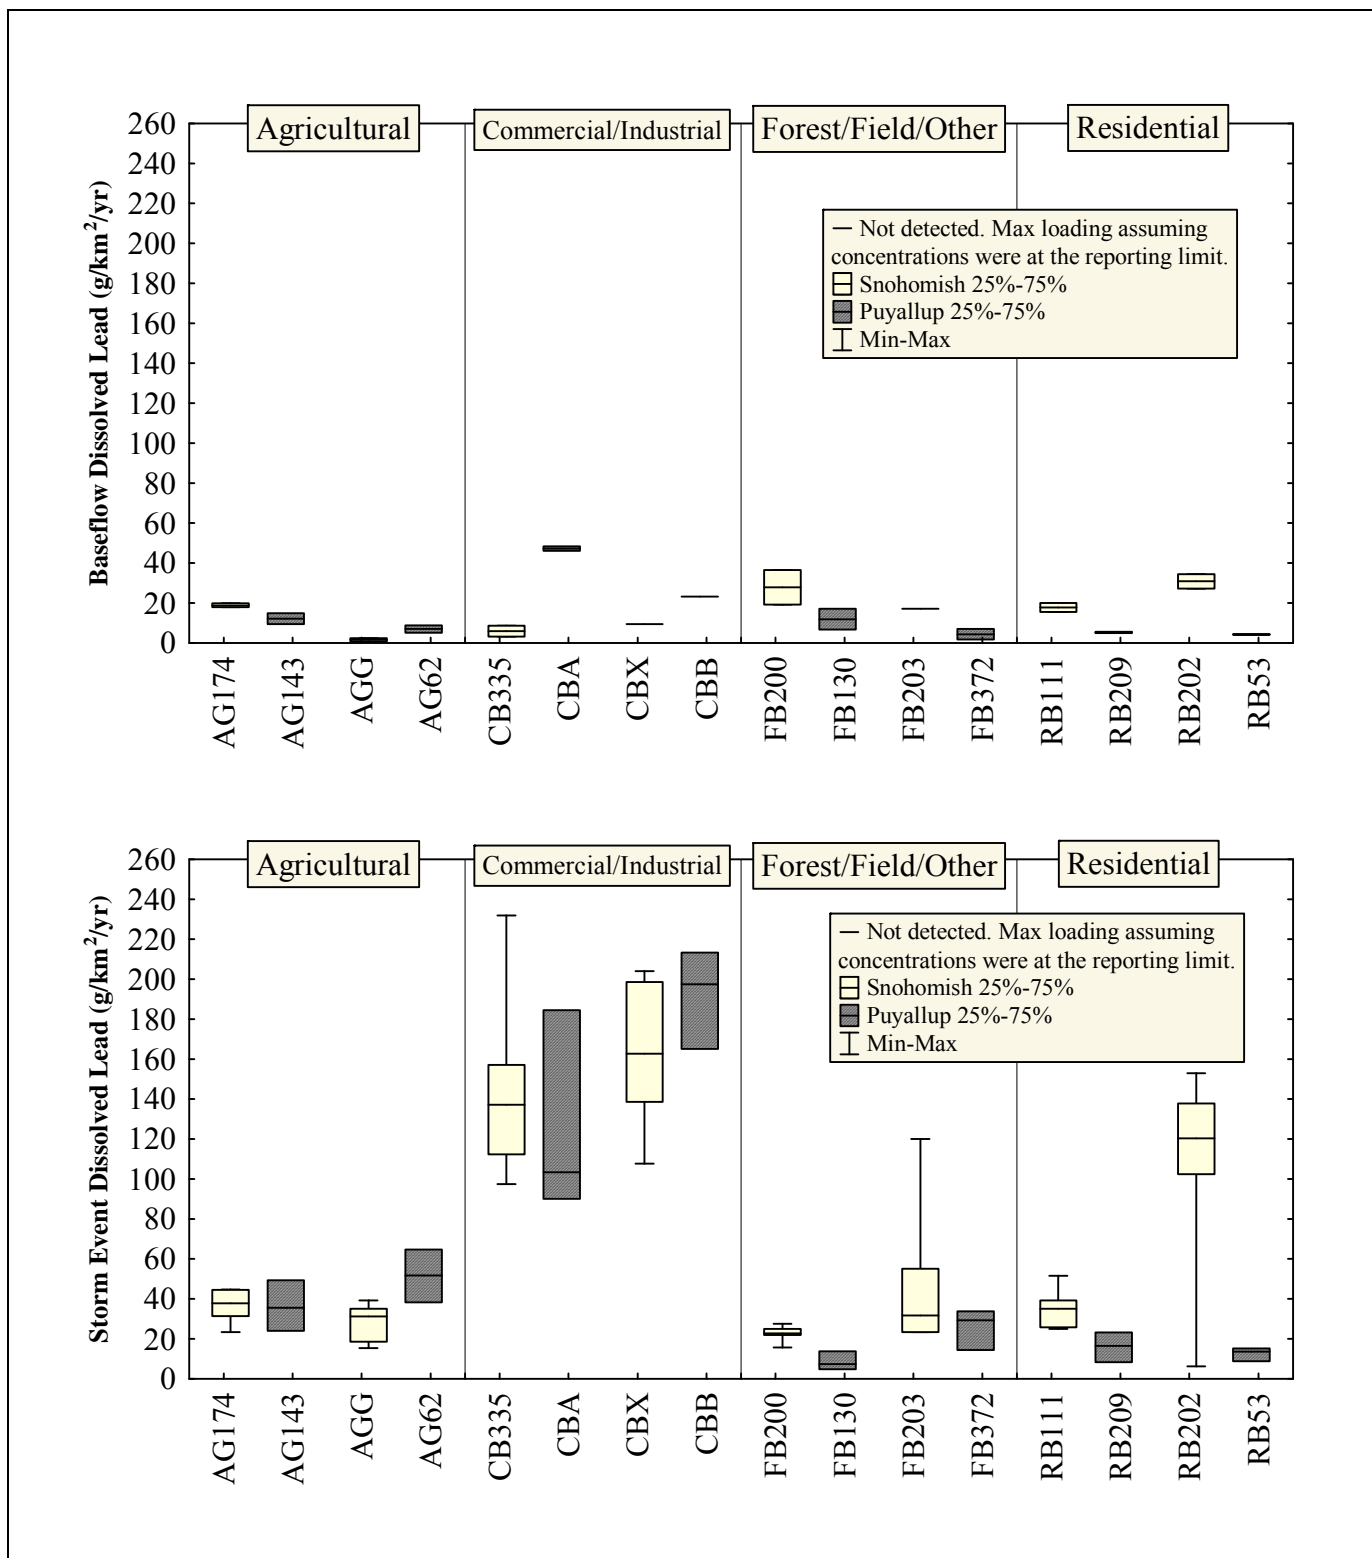 Agricultural
Commercial/Industrial
Forest/Field/Other
Residential
Baseflow Dissolved Lead (g/km²/yr)
260
240
220
200
180
160
140
120
100
80
60
40
20
0
— Not detected. Max loading assuming
concentrations were at the reporting limit.
Snohomish 25%-75%
Puyallup 25%-75%
Min-Max
AG174
AG143
AGG
AG62
CB335
CBA
CBX
CBB
FB200
FB130
FB203
FB372
RB111
RB209
RB202
RB53
Agricultural
Commercial/Industrial
Forest/Field/Other
Residential
Storm Event Dissolved Lead (g/km²/yr)
260
240
220
200
180
160
140
120
100
80
60
40
20
0
— Not detected. Max loading assuming
concentrations were at the reporting limit.
Snohomish 25%-75%
Puyallup 25%-75%
Min-Max
AG174
AG143
AGG
AG62
CB335
CBA
CBX
CBB
FB200
FB130
FB203
FB372
RB111
RB209
RB202
RB53